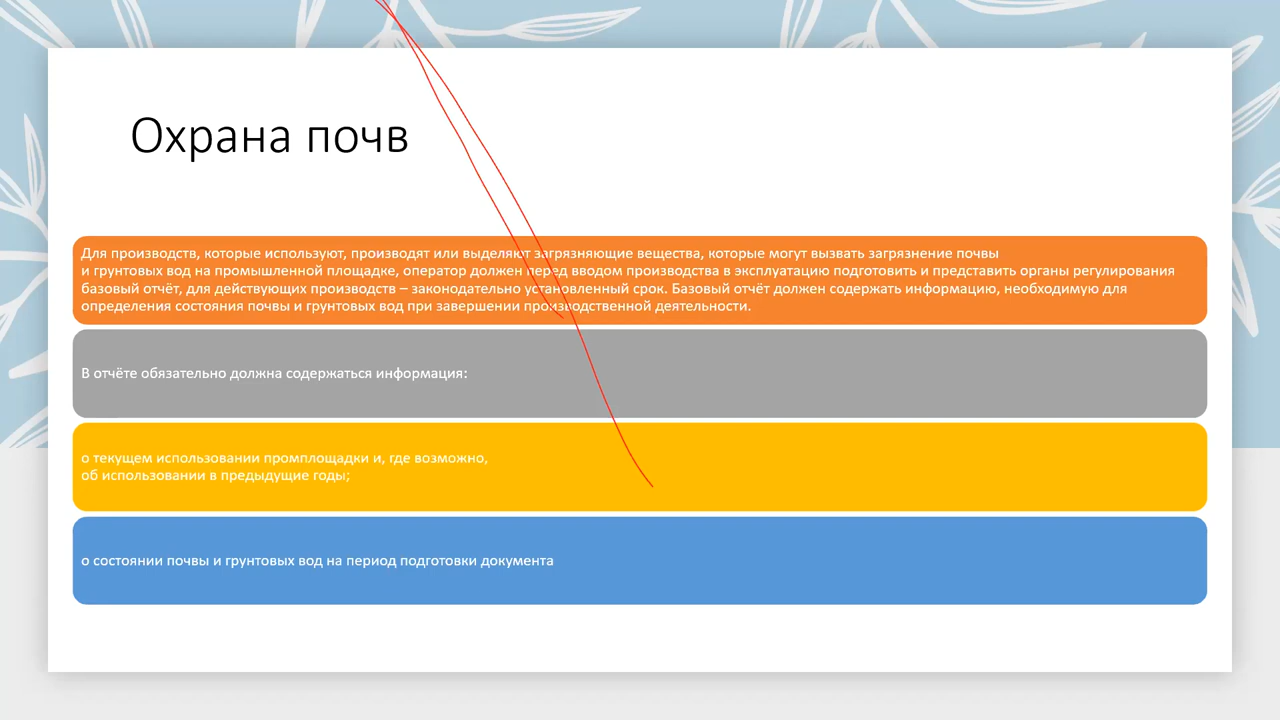 Охрана почв
Для производств, которые используют, производят или выделяют загрязняющие вещества, которые могут вызвать загрязнение почвы
и грунтовых вод на промышленной площадке, оператор должен перед вводом производства в эксплуатацию подготовить и представить органы регулирования
базовый отчёт, для действующих производств – законодательно установленный срок. Базовый отчёт должен содержать информацию, необходимую для
определения состояния почвы и грунтовых вод при завершении производственной деятельности.
В отчёте обязательно должна содержаться информация:
о текущем использовании промплощадки и, где возможно,
об использовании в предыдущие годы;
о состоянии почвы и грунтовых вод на период подготовки документа